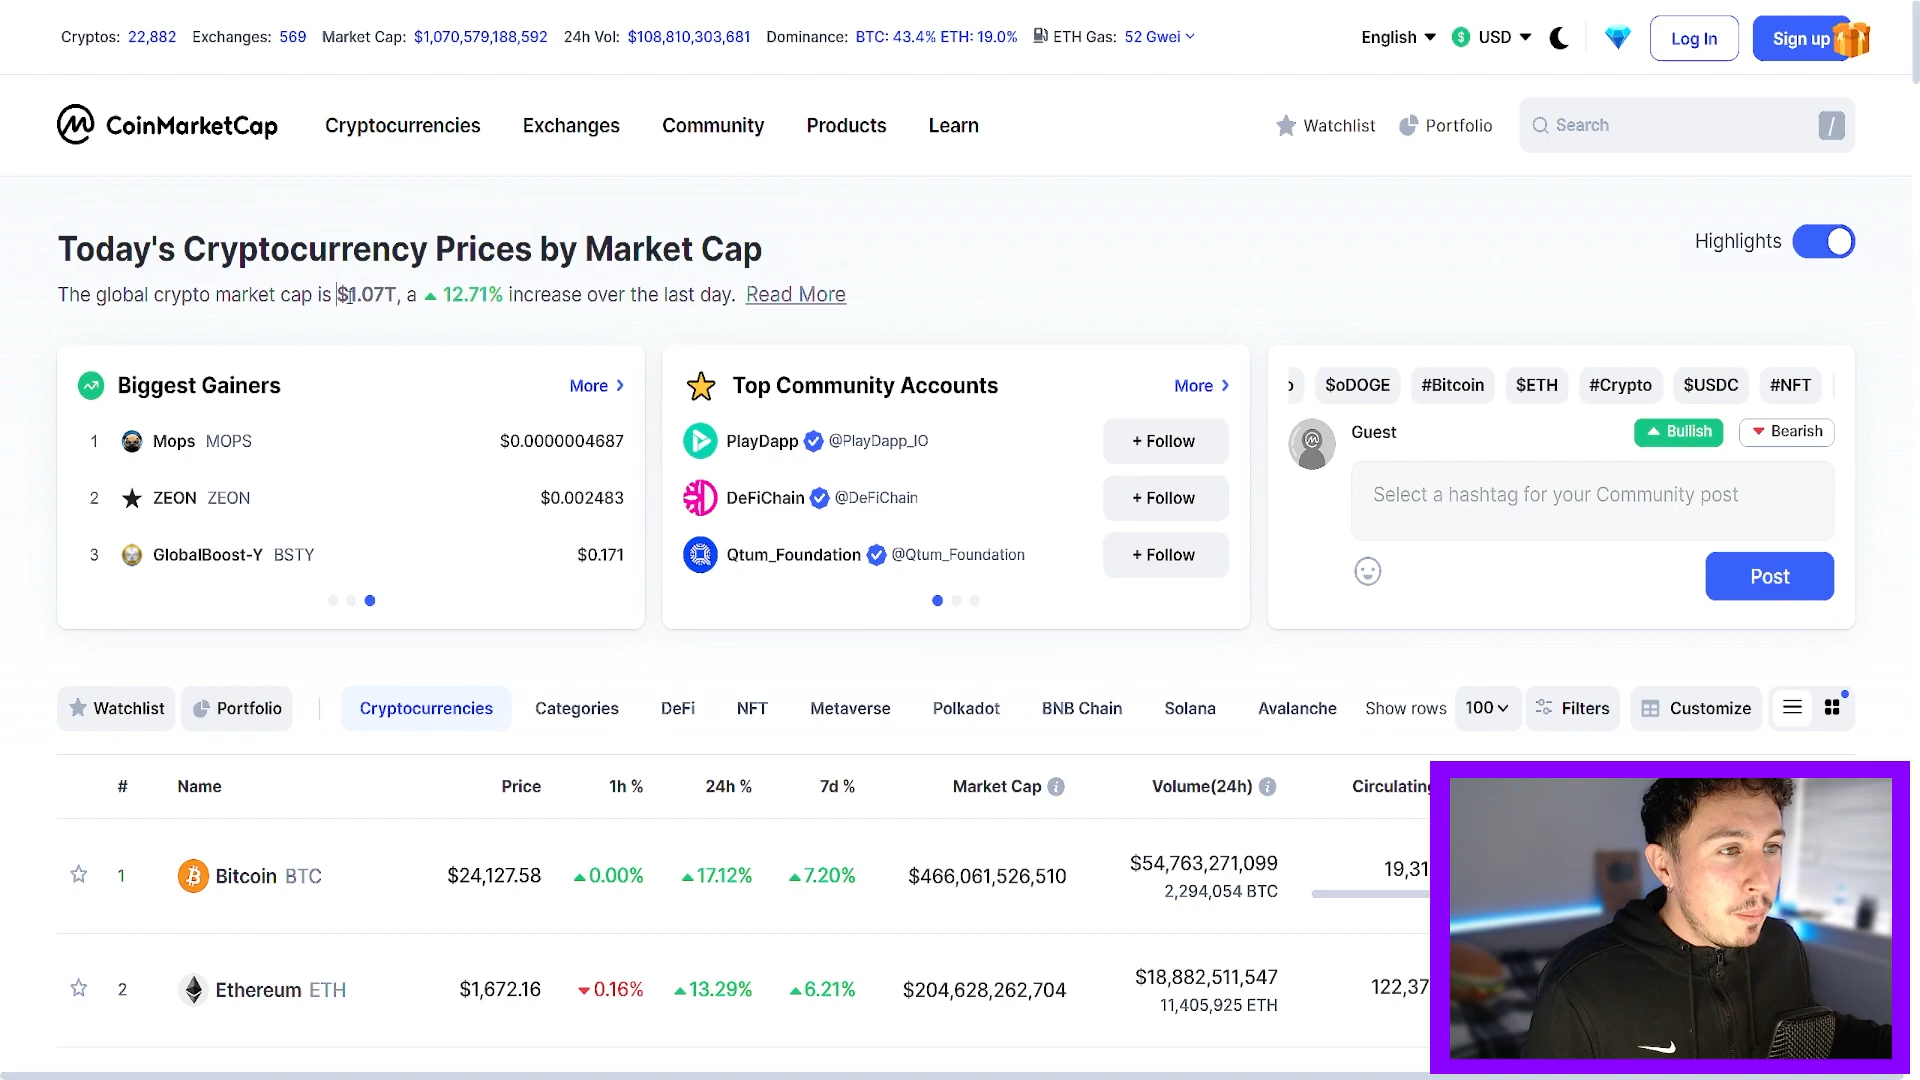 Cryptos: 22,882 Exchanges: 569 Market Cap: $1,070,579,188,592 24h Vol: $108,810,303,681 Dominance: BTC: 43.4% ETH: 19.0% ETH Gas: 52 Gwei English USD Log In Sign up
CoinMarketCap Cryptocurrencies Exchanges Community Products Learn Watchlist Portfolio Search /
Today's Cryptocurrency Prices by Market Cap Highlights
The global crypto market cap is $1.07T, a 12.71% increase over the last day. Read More
Biggest Gainers More
1 Mops MOPS $0.0000004687
2 ZEON ZEON $0.002483
3 GlobalBoost-Y BSTY $0.171
Top Community Accounts More
PlayDapp @PlayDapp_IO + Follow
DeFiChain @DeFiChain + Follow
Qtum_Foundation @Qtum_Foundation + Follow
$oDOGE #Bitcoin $ETH #Crypto $USDC #NFT
Guest Bullish Bearish
Select a hashtag for your Community post
Post
Watchlist Portfolio Cryptocurrencies Categories DeFi NFT Metaverse Polkadot BNB Chain Solana Avalanche Show rows 100 Filters Customize
# Name Price 1h % 24h % 7d % Market Cap Volume(24h) Circulating
1 Bitcoin BTC $24,127.58 0.00% 17.12% 7.20% $466,061,526,510 $54,763,271,099 19,31
2,294,054 BTC
2 Ethereum ETH $1,672.16 0.16% 13.29% 6.21% $204,628,262,704 $18,882,511,547 122,37
11,405,925 ETH